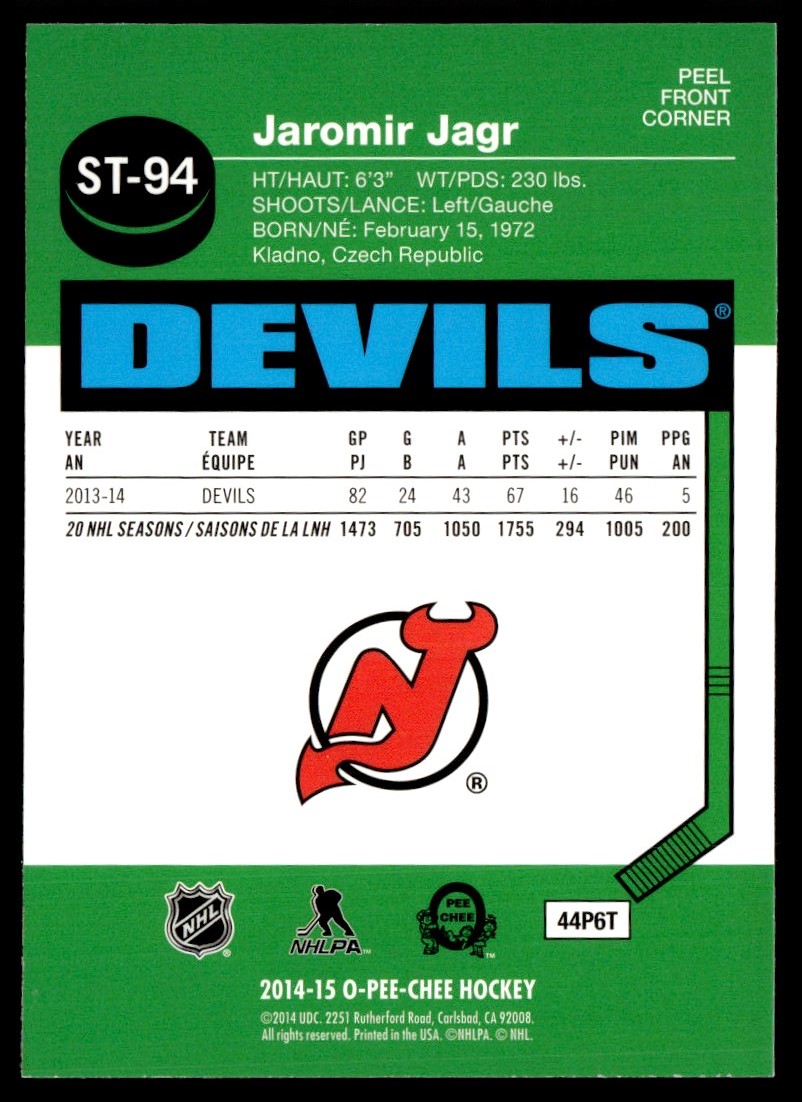 PEEL
FRONT
CORNER
Jaromir Jagr
ST-94
HT/HAUT: 6'3" WT/PDS: 230 lbs.
SHOOTS/LANCE: Left/Gauche
BORN/NÉ: February 15, 1972
Kladno, Czech Republic
DEVILS®
YEAR TEAM GP G A PTS +/- PIM PPG
AN ÉQUIPE PJ B A PTS +/- PUN AN
2013-14 DEVILS 82 24 43 67 16 46 5
20 NHL SEASONS / SAISONS DE LA LNH 1473 705 1050 1755 294 1005 200
NJ
®
NHL
®
NHLPA™
O
PEE
CHEE
™
44P6T
2014-15 O-PEE-CHEE HOCKEY
©2014 UDC. 2251 Rutherford Road, Carlsbad, CA 92008.
All rights reserved. Printed in the USA. ©NHLPA. © NHL.